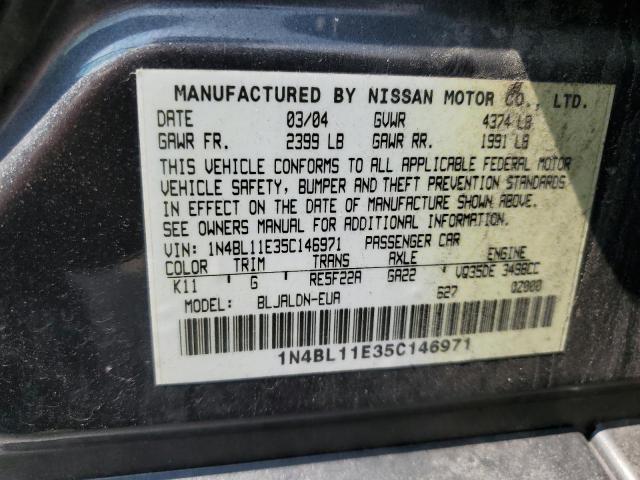 MANUFACTURED BY NISSAN MOTOR CO., LTD.
DATE 03/04 GVWR 4374 LB
GAWR FR. 2399 LB GAWR RR. 1991 LB
THIS VEHICLE CONFORMS TO ALL APPLICABLE FEDERAL MOTOR
VEHICLE SAFETY, BUMPER AND THEFT PREVENTION STANDARDS
IN EFFECT ON THE DATE OF MANUFACTURE SHOWN ABOVE.
SEE OWNERS MANUAL FOR ADDITIONAL INFORMATION.
VIN: 1N4BL11E35C146971 PASSENGER CAR
COLOR TRIM TRANS AXLE ENGINE
K11 G RE5F22A GA22 VQ35DE 3498CC
MODEL: BLJALDN-EUA 627 QZ000
1N4BL11E35C146971